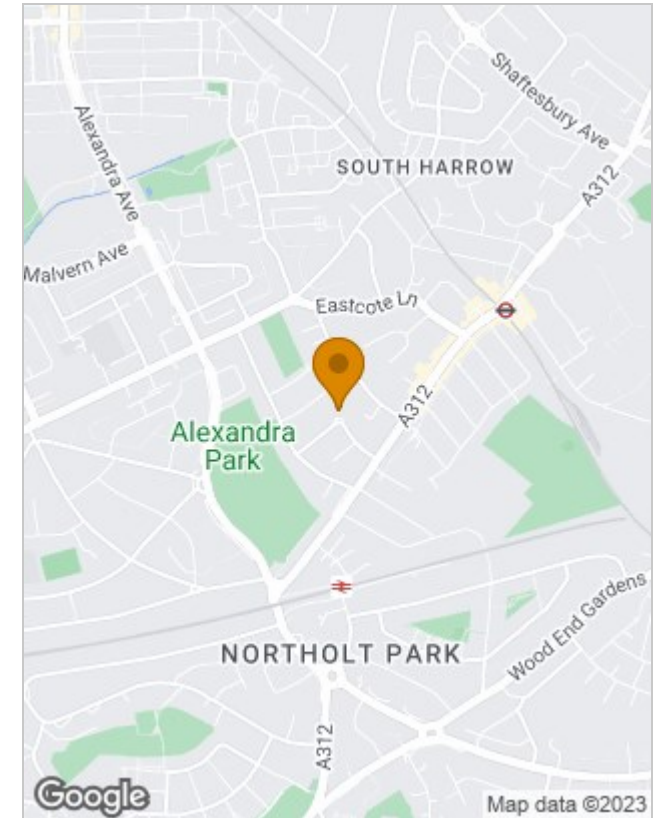 Alexandra Ave
Shaftesbury Ave
SOUTH HARROW
A312
Malvern Ave
Eastcote Ln
A312
Alexandra
Park
Wood End Gardens
NORTHOLT PARK
A312
Google
Map data ©2023